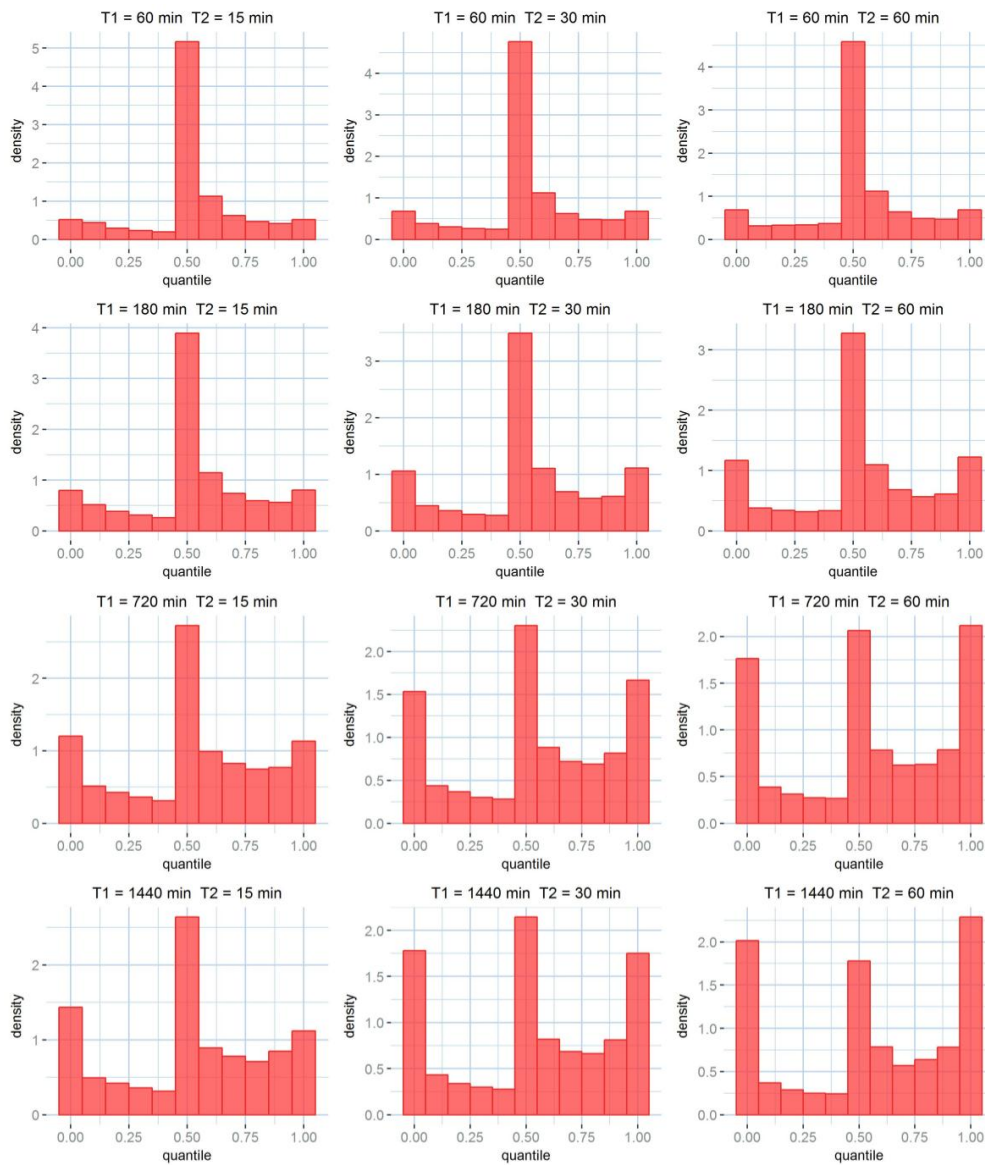 T1 = 60 min  T2 = 15 min
5
4
3
2
1
0
density
0.00 0.25 0.50 0.75 1.00
quantile
T1 = 60 min  T2 = 30 min
4
3
2
1
0
density
0.00 0.25 0.50 0.75 1.00
quantile
T1 = 60 min  T2 = 60 min
4
3
2
1
0
density
0.00 0.25 0.50 0.75 1.00
quantile
T1 = 180 min  T2 = 15 min
4
3
2
1
0
density
0.00 0.25 0.50 0.75 1.00
quantile
T1 = 180 min  T2 = 30 min
3
2
1
0
density
0.00 0.25 0.50 0.75 1.00
quantile
T1 = 180 min  T2 = 60 min
3
2
1
0
density
0.00 0.25 0.50 0.75 1.00
quantile
T1 = 720 min  T2 = 15 min
2
1
0
density
0.00 0.25 0.50 0.75 1.00
quantile
T1 = 720 min  T2 = 30 min
2.0
1.5
1.0
0.5
0.0
density
0.00 0.25 0.50 0.75 1.00
quantile
T1 = 720 min  T2 = 60 min
2.0
1.5
1.0
0.5
0.0
density
0.00 0.25 0.50 0.75 1.00
quantile
T1 = 1440 min  T2 = 15 min
2
1
0
density
0.00 0.25 0.50 0.75 1.00
quantile
T1 = 1440 min  T2 = 30 min
2.0
1.5
1.0
0.5
0.0
density
0.00 0.25 0.50 0.75 1.00
quantile
T1 = 1440 min  T2 = 60 min
2.0
1.5
1.0
0.5
0.0
density
0.00 0.25 0.50 0.75 1.00
quantile